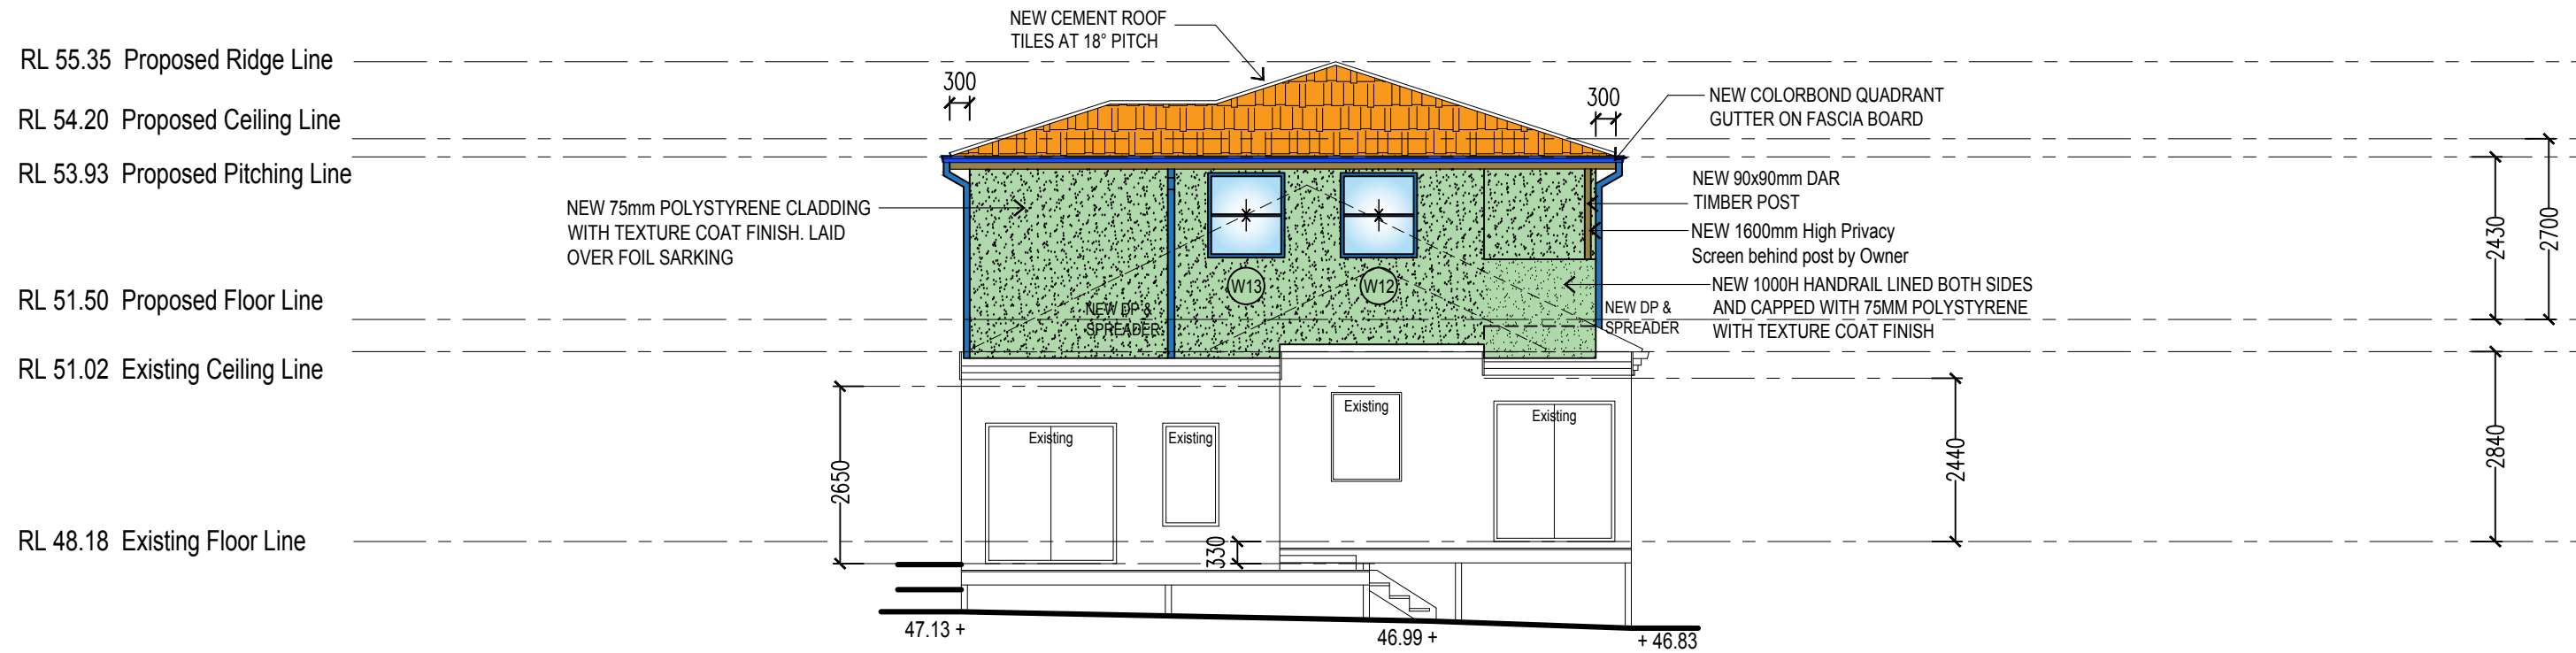 NEW CEMENT ROOF
TILES AT 18° PITCH
RL 55.35 Proposed Ridge Line
300
300
NEW COLORBOND QUADRANT
GUTTER ON FASCIA BOARD
RL 54.20 Proposed Ceiling Line
RL 53.93 Proposed Pitching Line
NEW 90x90mm DAR
TIMBER POST
NEW 75mm POLYSTYRENE CLADDING
WITH TEXTURE COAT FINISH. LAID
OVER FOIL SARKING
NEW 1600mm High Privacy
Screen behind post by Owner
2430
2700
W13
W12
NEW 1000H HANDRAIL LINED BOTH SIDES
AND CAPPED WITH 75MM POLYSTYRENE
WITH TEXTURE COAT FINISH
RL 51.50 Proposed Floor Line
NEW DP &
SPREADER
NEW DP &
SPREADER
RL 51.02 Existing Ceiling Line
Existing
Existing
Existing
Existing
2650
2440
2840
RL 48.18 Existing Floor Line
330
47.13 +
46.99 +
+ 46.83